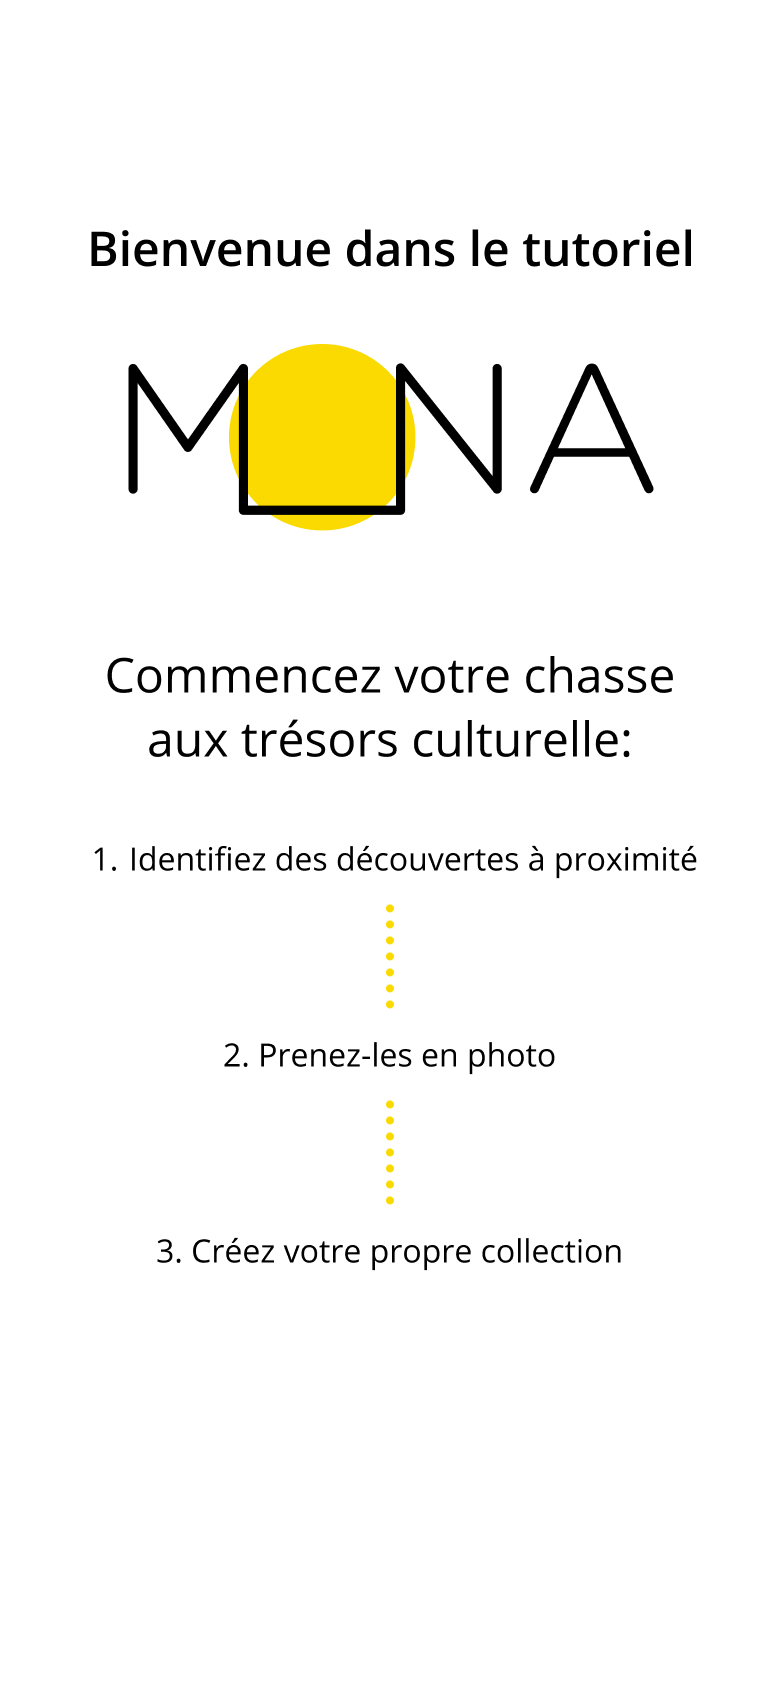 Bienvenue dans le tutoriel
MONA
Commencez votre chasse
aux trésors culturelle:
1. Identifiez des découvertes à proximité
2. Prenez-les en photo
3. Créez votre propre collection